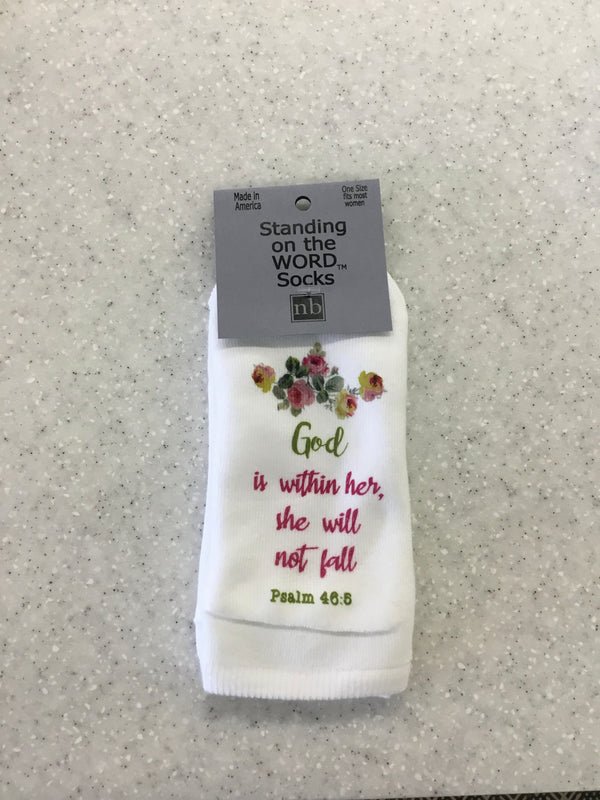 Made in
America
One Size
fits most
women
Standing
on the
WORD™
Socks
nb
God
is within her,
she will
not fall
Psalm 46:5